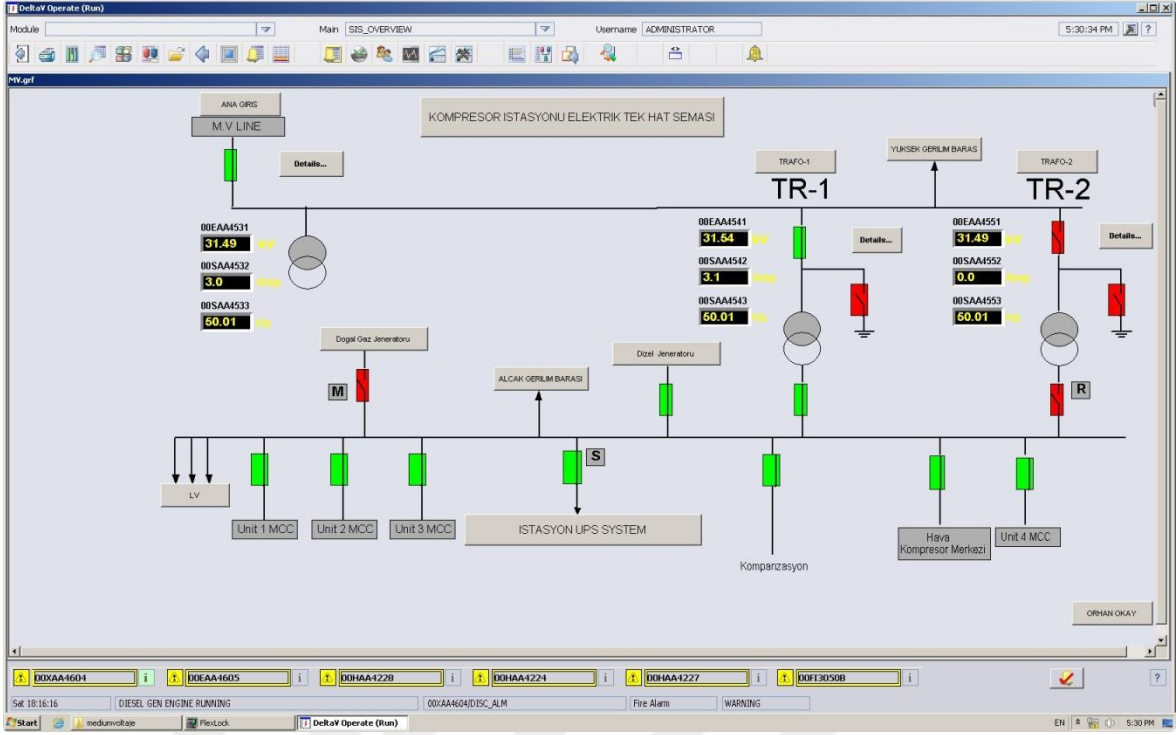 DeltaV Operate (Run)
Module
Main SIS_OVERVIEW
Username ADMINISTRATOR
5:30:34 PM
?
MV.grf
ANA GIRIS
M.V LINE
Details...
KOMPRESOR ISTASYONU ELEKTRIK TEK HAT SEMASI
YUKSEK GERILIM BARAS
TRAFO-1
TR-1
TRAFO-2
TR-2
00EAA4531
31.49 kV
00SAA4532
3.0
00SAA4533
50.01
00EAA4541
31.54
00SAA4542
3.1
00SAA4543
50.01
Details...
00EAA4551
31.49
00SAA4552
0.0
00SAA4553
50.01
Details...
Dogal Gaz Jeneratoru
M
ALCAK GERILIM BARASI
Dizel Jeneratoru
R
S
LV
Unit 1 MCC
Unit 2 MCC
Unit 3 MCC
ISTASYON UPS SYSTEM
Kompanzasyon
Hava
Kompresor Merkezi
Unit 4 MCC
ORHAN OKAY
00XAA4604 i
00EAA4605 i
00HAA4228 i
00HAA4224 i
00HAA4227 i
00FI3050B i
?
Sat 18:16:16 DIESEL GEN ENGINE RUNNING 00XAA4604/DISC_ALM Fire Alarm WARNING
Start mediumvoltaje FlexLock DeltaV Operate (Run) EN 5:30 PM